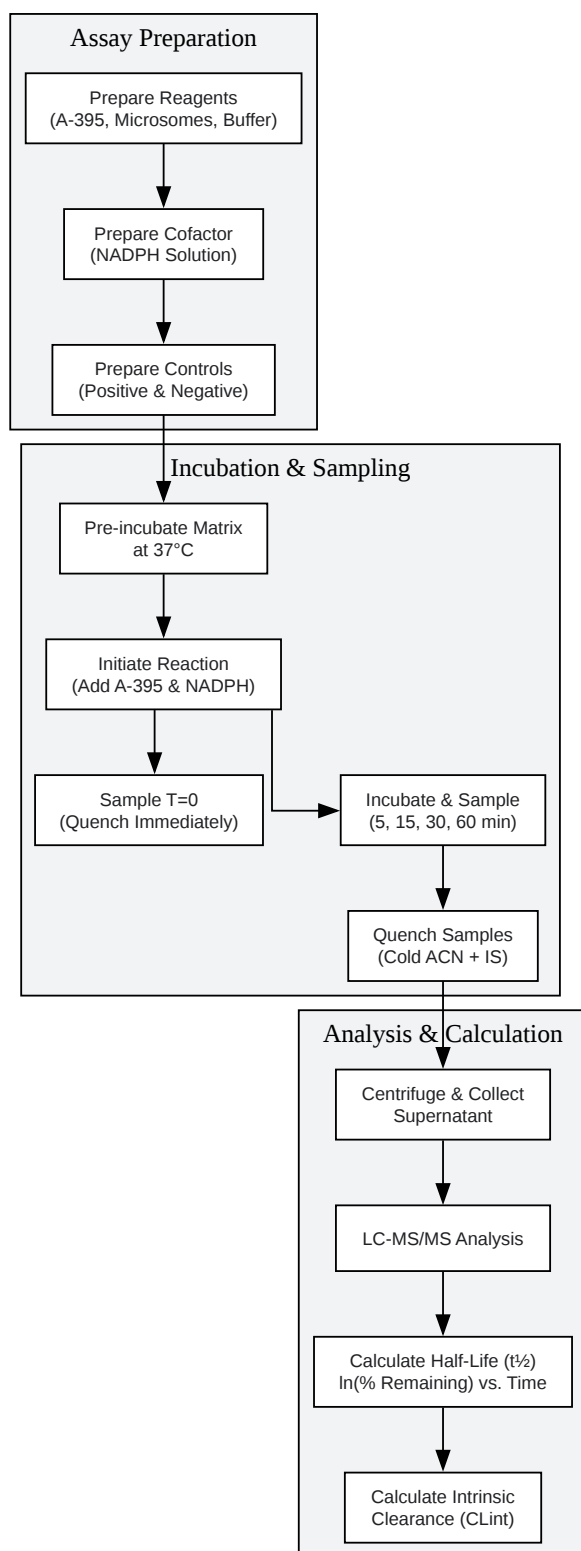 Assay Preparation
Prepare Reagents
(A-395, Microsomes, Buffer)
Prepare Cofactor
(NADPH Solution)
Prepare Controls
(Positive & Negative)
Incubation & Sampling
Pre-incubate Matrix
at 37°C
Initiate Reaction
(Add A-395 & NADPH)
Sample T=0
(Quench Immediately)
Incubate & Sample
(5, 15, 30, 60 min)
Quench Samples
(Cold ACN + IS)
Analysis & Calculation
Centrifuge & Collect
Supernatant
LC-MS/MS Analysis
Calculate Half-Life (t½)
ln(% Remaining) vs. Time
Calculate Intrinsic
Clearance (CLint)